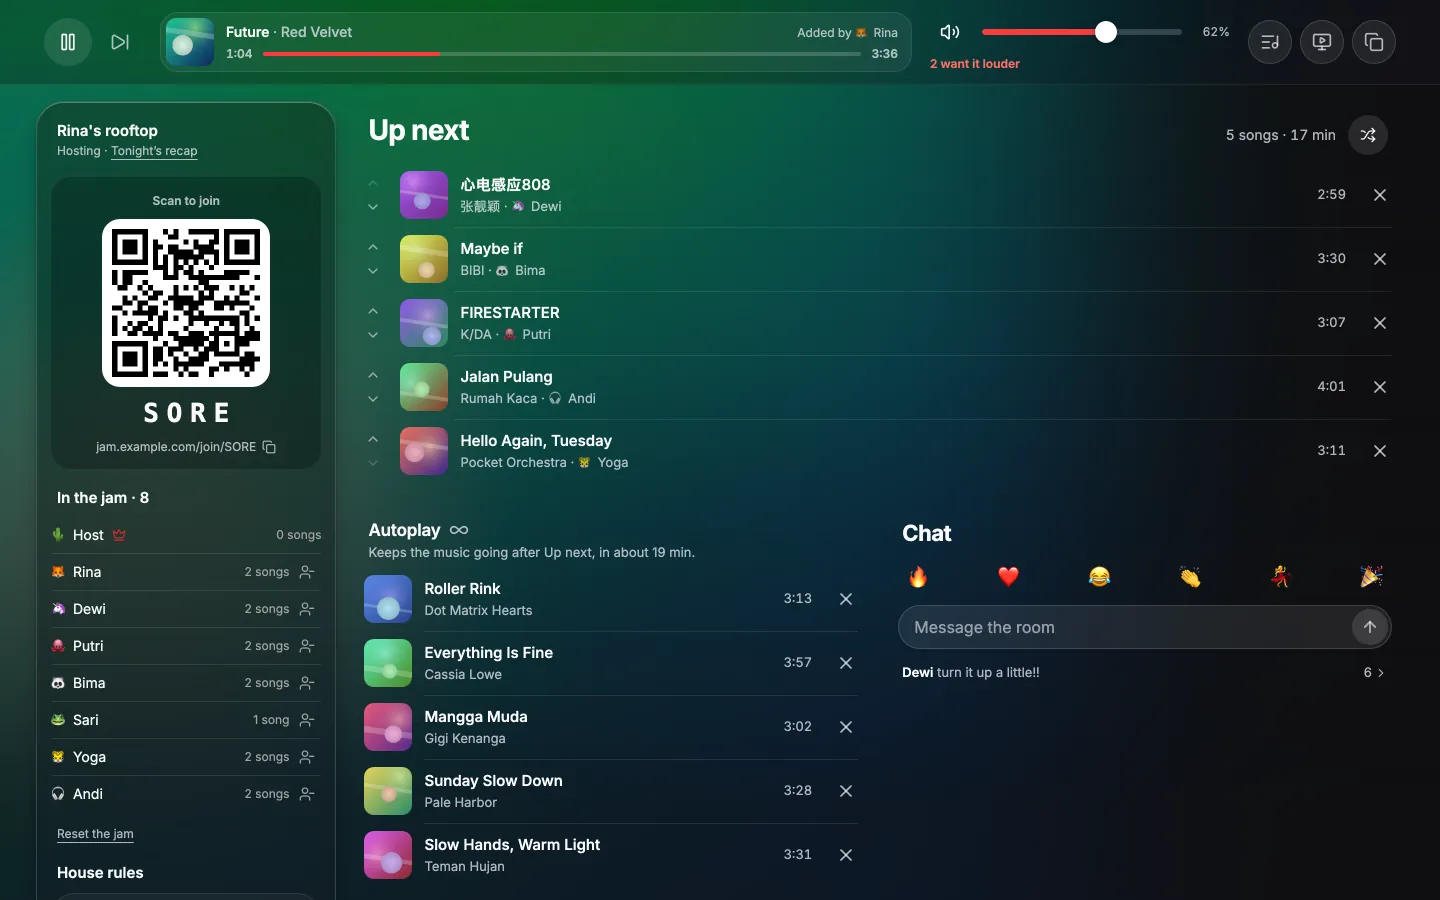 Future · Red Velvet
Added by Rina
1:04
3:36
62%
2 want it louder
Rina's rooftop
Hosting · Tonight's recap
Scan to join
SORE
jam.example.com/join/SORE
In the jam · 8
Host 0 songs
Rina 2 songs
Dewi 2 songs
Putri 2 songs
Bima 2 songs
Sari 1 song
Yoga 2 songs
Andi 2 songs
Reset the jam
House rules
Up next
5 songs · 17 min
心电感应808
张靓颖 · Dewi
2:59
Maybe if
BIBI · Bima
3:30
FIRESTARTER
K/DA · Putri
3:07
Jalan Pulang
Rumah Kaca · Andi
4:01
Hello Again, Tuesday
Pocket Orchestra · Yoga
3:11
Autoplay
Keeps the music going after Up next, in about 19 min.
Roller Rink
Dot Matrix Hearts
3:13
Everything Is Fine
Cassia Lowe
3:57
Mangga Muda
Gigi Kenanga
3:02
Sunday Slow Down
Pale Harbor
3:28
Slow Hands, Warm Light
Teman Hujan
3:31
Chat
Message the room
Dewi turn it up a little!!
6